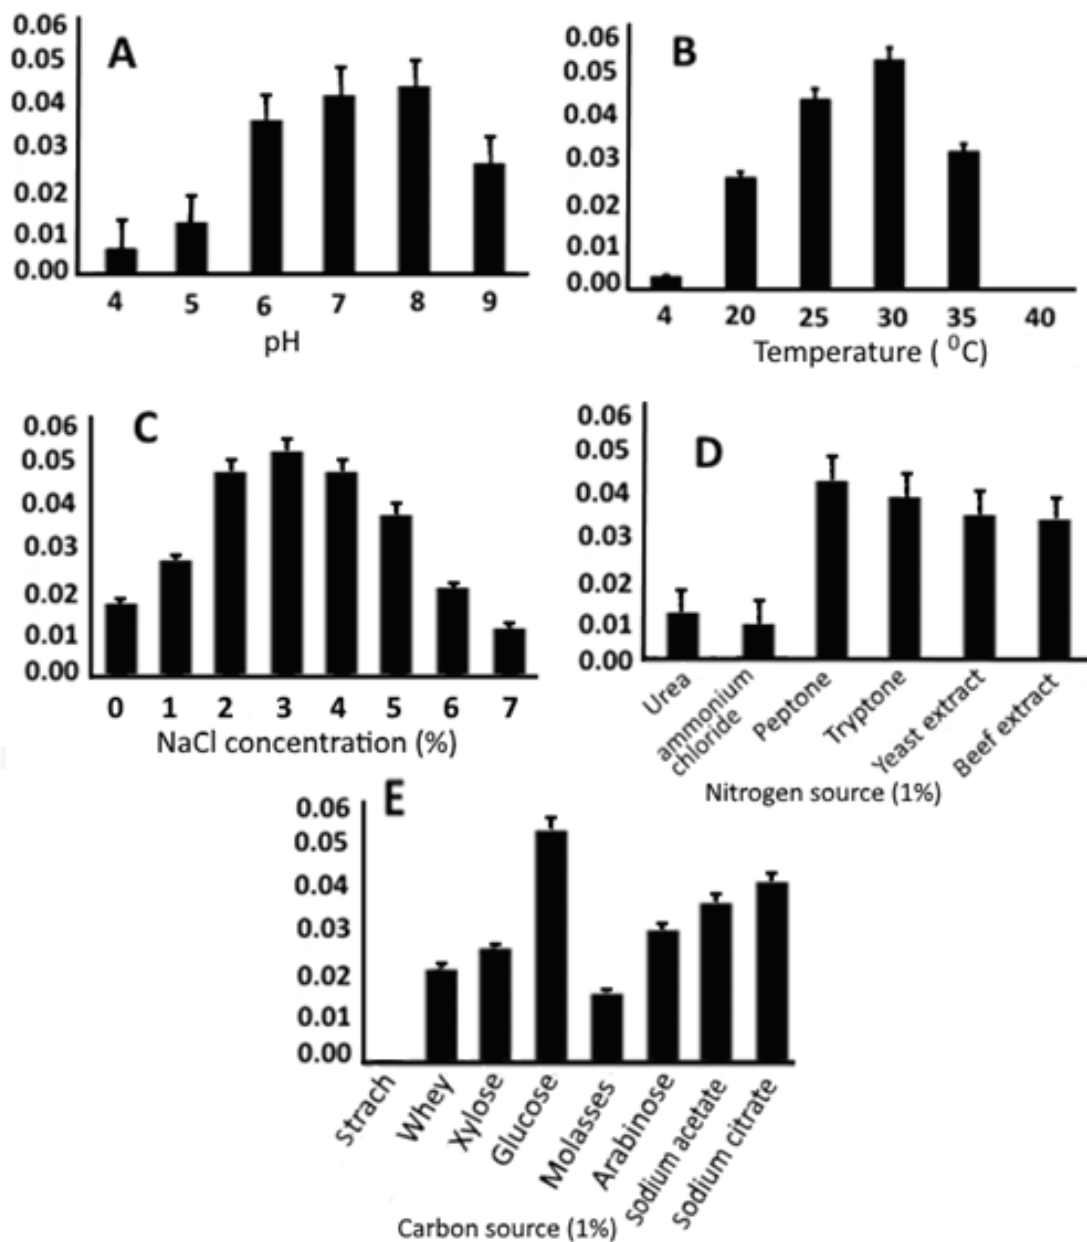 A
0.06
0.05
0.04
0.03
0.02
0.01
0.00
4 5 6 7 8 9
pH
B
0.06
0.05
0.04
0.03
0.02
0.01
0.00
4 20 25 30 35 40
Temperature ( ⁰C)
C
0.06
0.05
0.04
0.03
0.02
0.01
0.00
0 1 2 3 4 5 6 7
NaCl concentration (%)
D
0.06
0.05
0.04
0.03
0.02
0.01
0.00
Urea
ammonium
chloride
Peptone
Tryptone
Yeast extract
Beef extract
Nitrogen source (1%)
E
0.06
0.05
0.04
0.03
0.02
0.01
0.00
Strach
Whey
Xylose
Glucose
Molasses
Arabinose
Sodium acetate
Sodium citrate
Carbon source (1%)